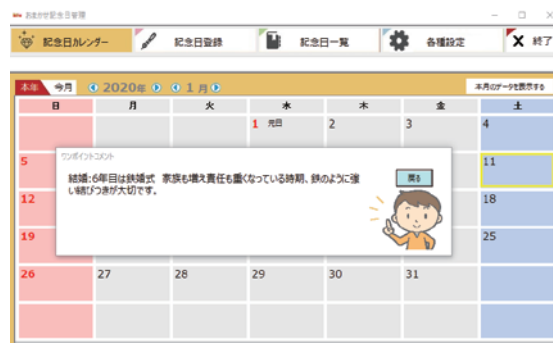 おまかせ記念日管理
記念日カレンダー 記念日登録 記念日一覧 各種設定 終了
本年 今月 2020年 1月 本月のデータを表示する
日 月 火 水 木 金 土
1 元日 2 3 4
5 11
ワンポイントコメント
結婚:6年目は鉄婚式 家族も増え責任も重くなっている時期、鉄のように強
い結びつきが大切です。
戻る
12 18
19 25
26 27 28 29 30 31